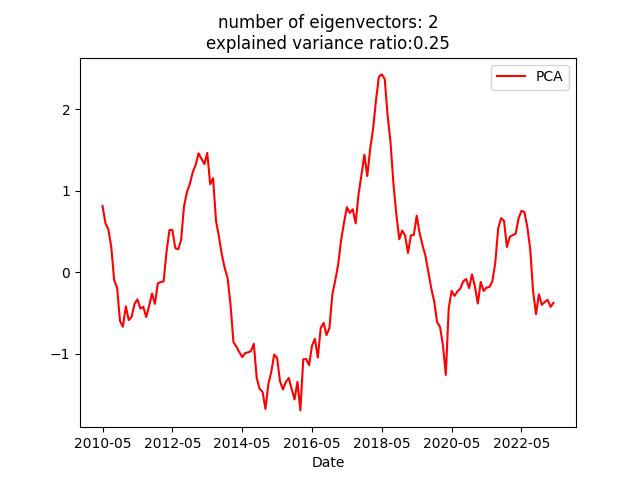 number of eigenvectors: 2
explained variance ratio:0.25
PCA
2
1
0
−1
2010-05 2012-05 2014-05 2016-05 2018-05 2020-05 2022-05
Date